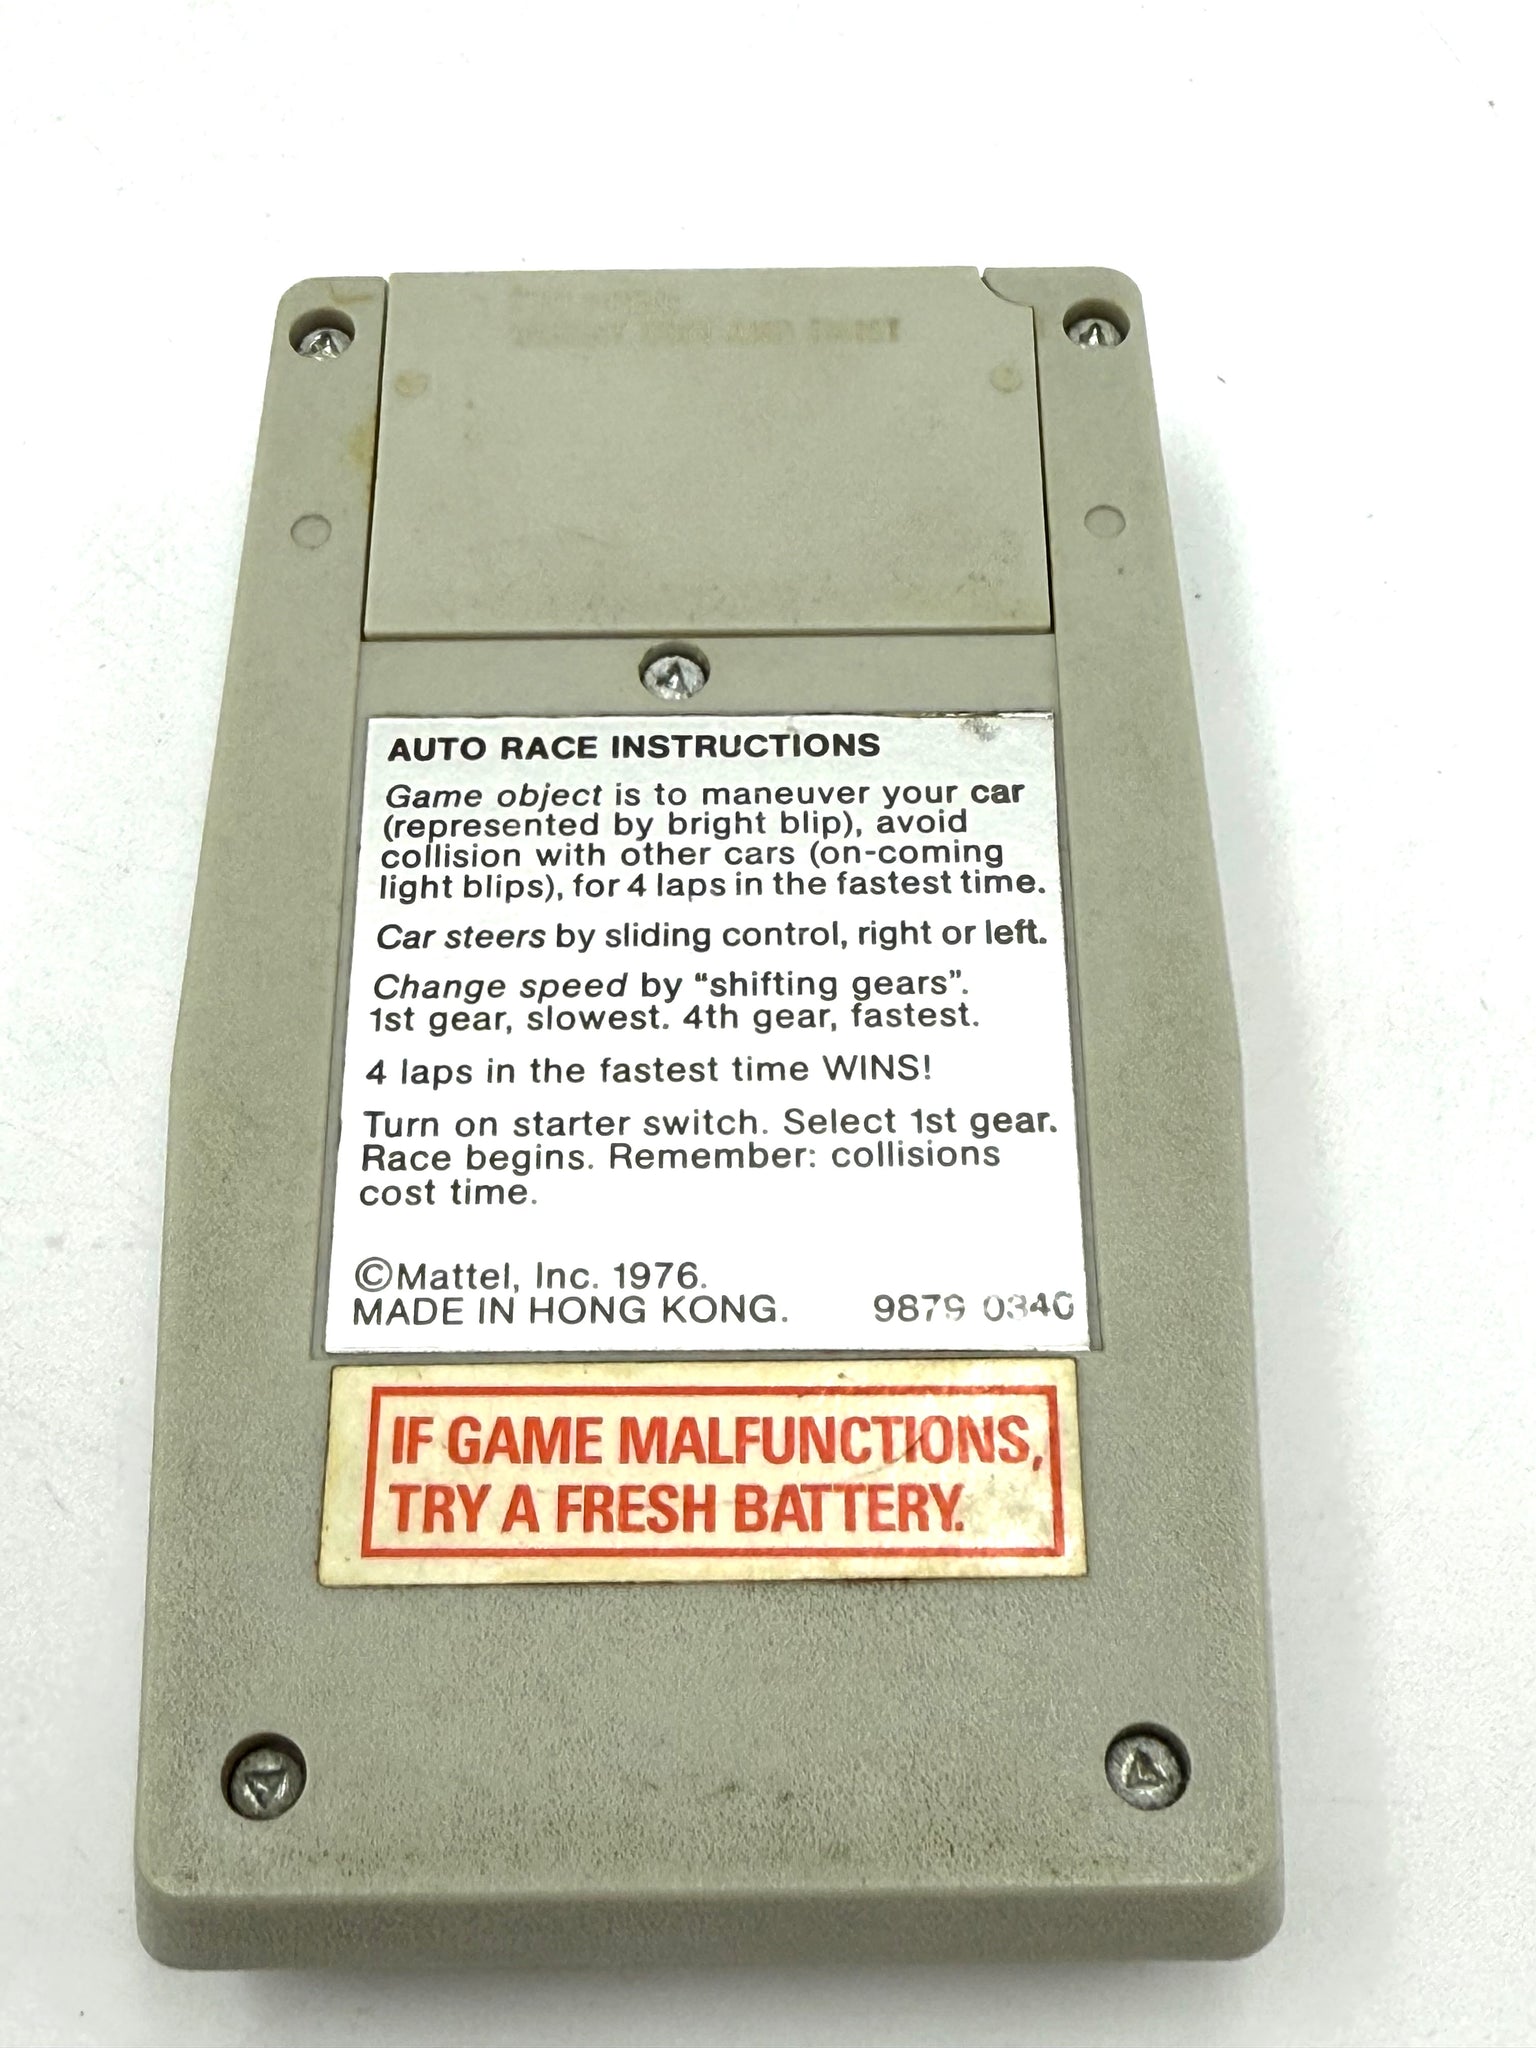 AUTO RACE INSTRUCTIONS
Game object is to maneuver your car
(represented by bright blip), avoid
collision with other cars (on-coming
light blips), for 4 laps in the fastest time.
Car steers by sliding control, right or left.
Change speed by “shifting gears”.
1st gear, slowest. 4th gear, fastest.
4 laps in the fastest time WINS!
Turn on starter switch. Select 1st gear.
Race begins. Remember: collisions
cost time.
©Mattel, Inc. 1976.
MADE IN HONG KONG. 9879 0340
IF GAME MALFUNCTIONS,
TRY A FRESH BATTERY.